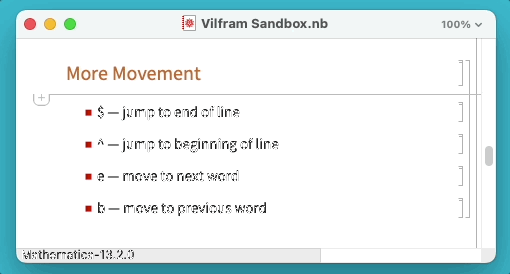 Vilfram Sandbox.nb
100%
More Movement
$ — jump to end of line
^ — jump to beginning of line
e — move to next word
b — move to previous word
Mathematica-13.2.0